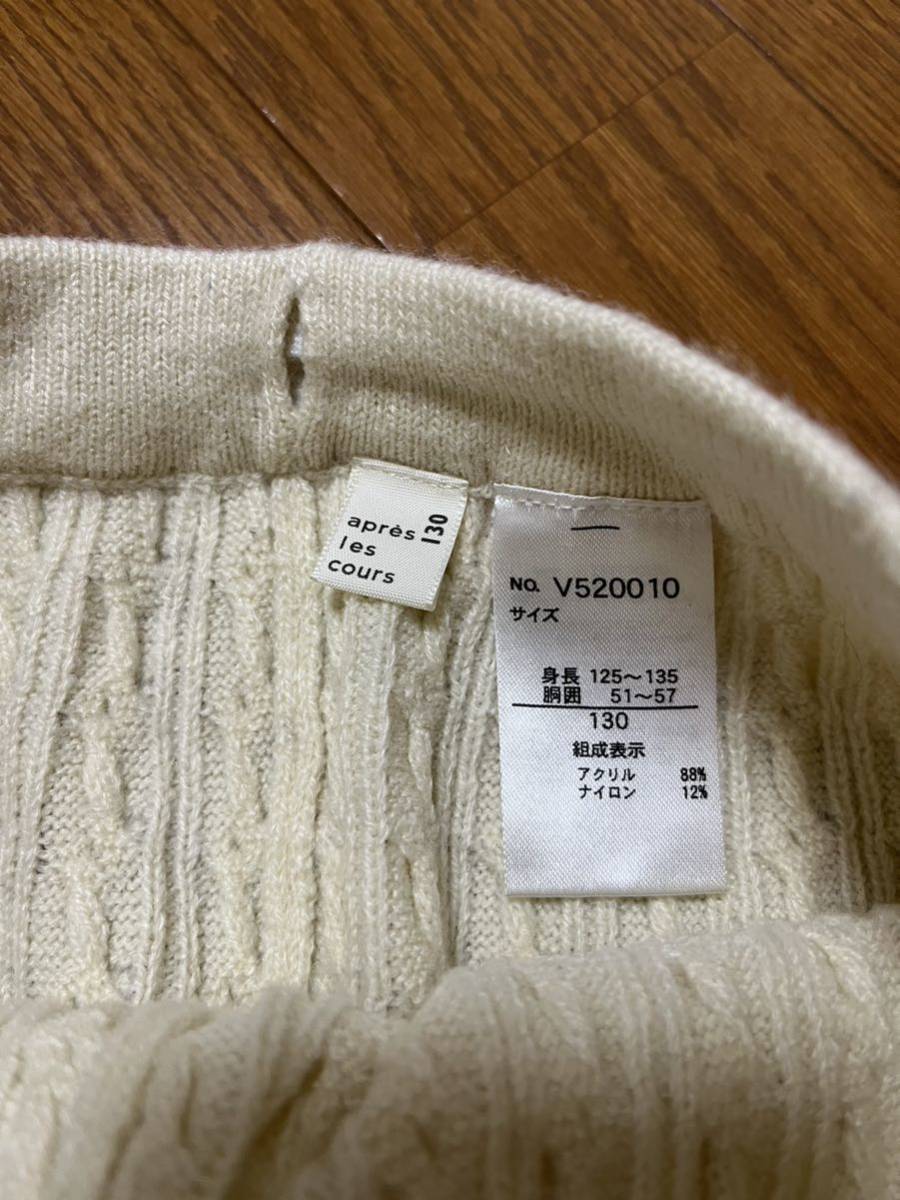 après
les
cours
130
NO. V520010
サイズ
身長 125〜135
胴囲 51〜57
130
組成表示
アクリル 88%
ナイロン 12%